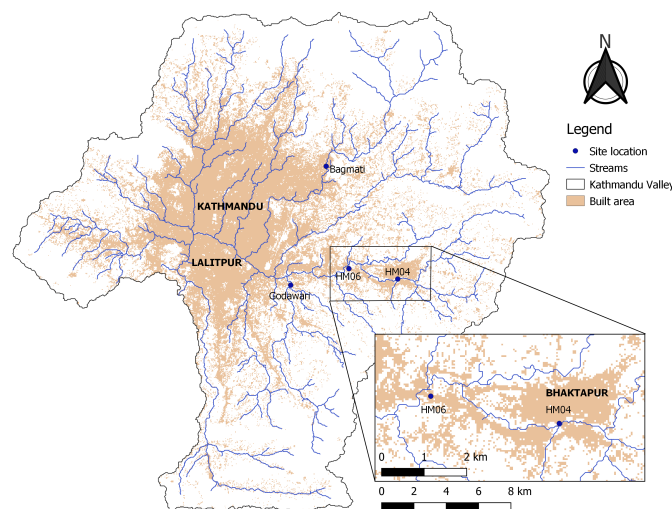 N
Legend
Site location
Streams
Kathmandu Valley
Built area
Bagmati
KATHMANDU
LALITPUR
HM06
HM04
Godawari
BHAKTAPUR
HM04
HM06
0 1 2 km
0 2 4 6 8 km